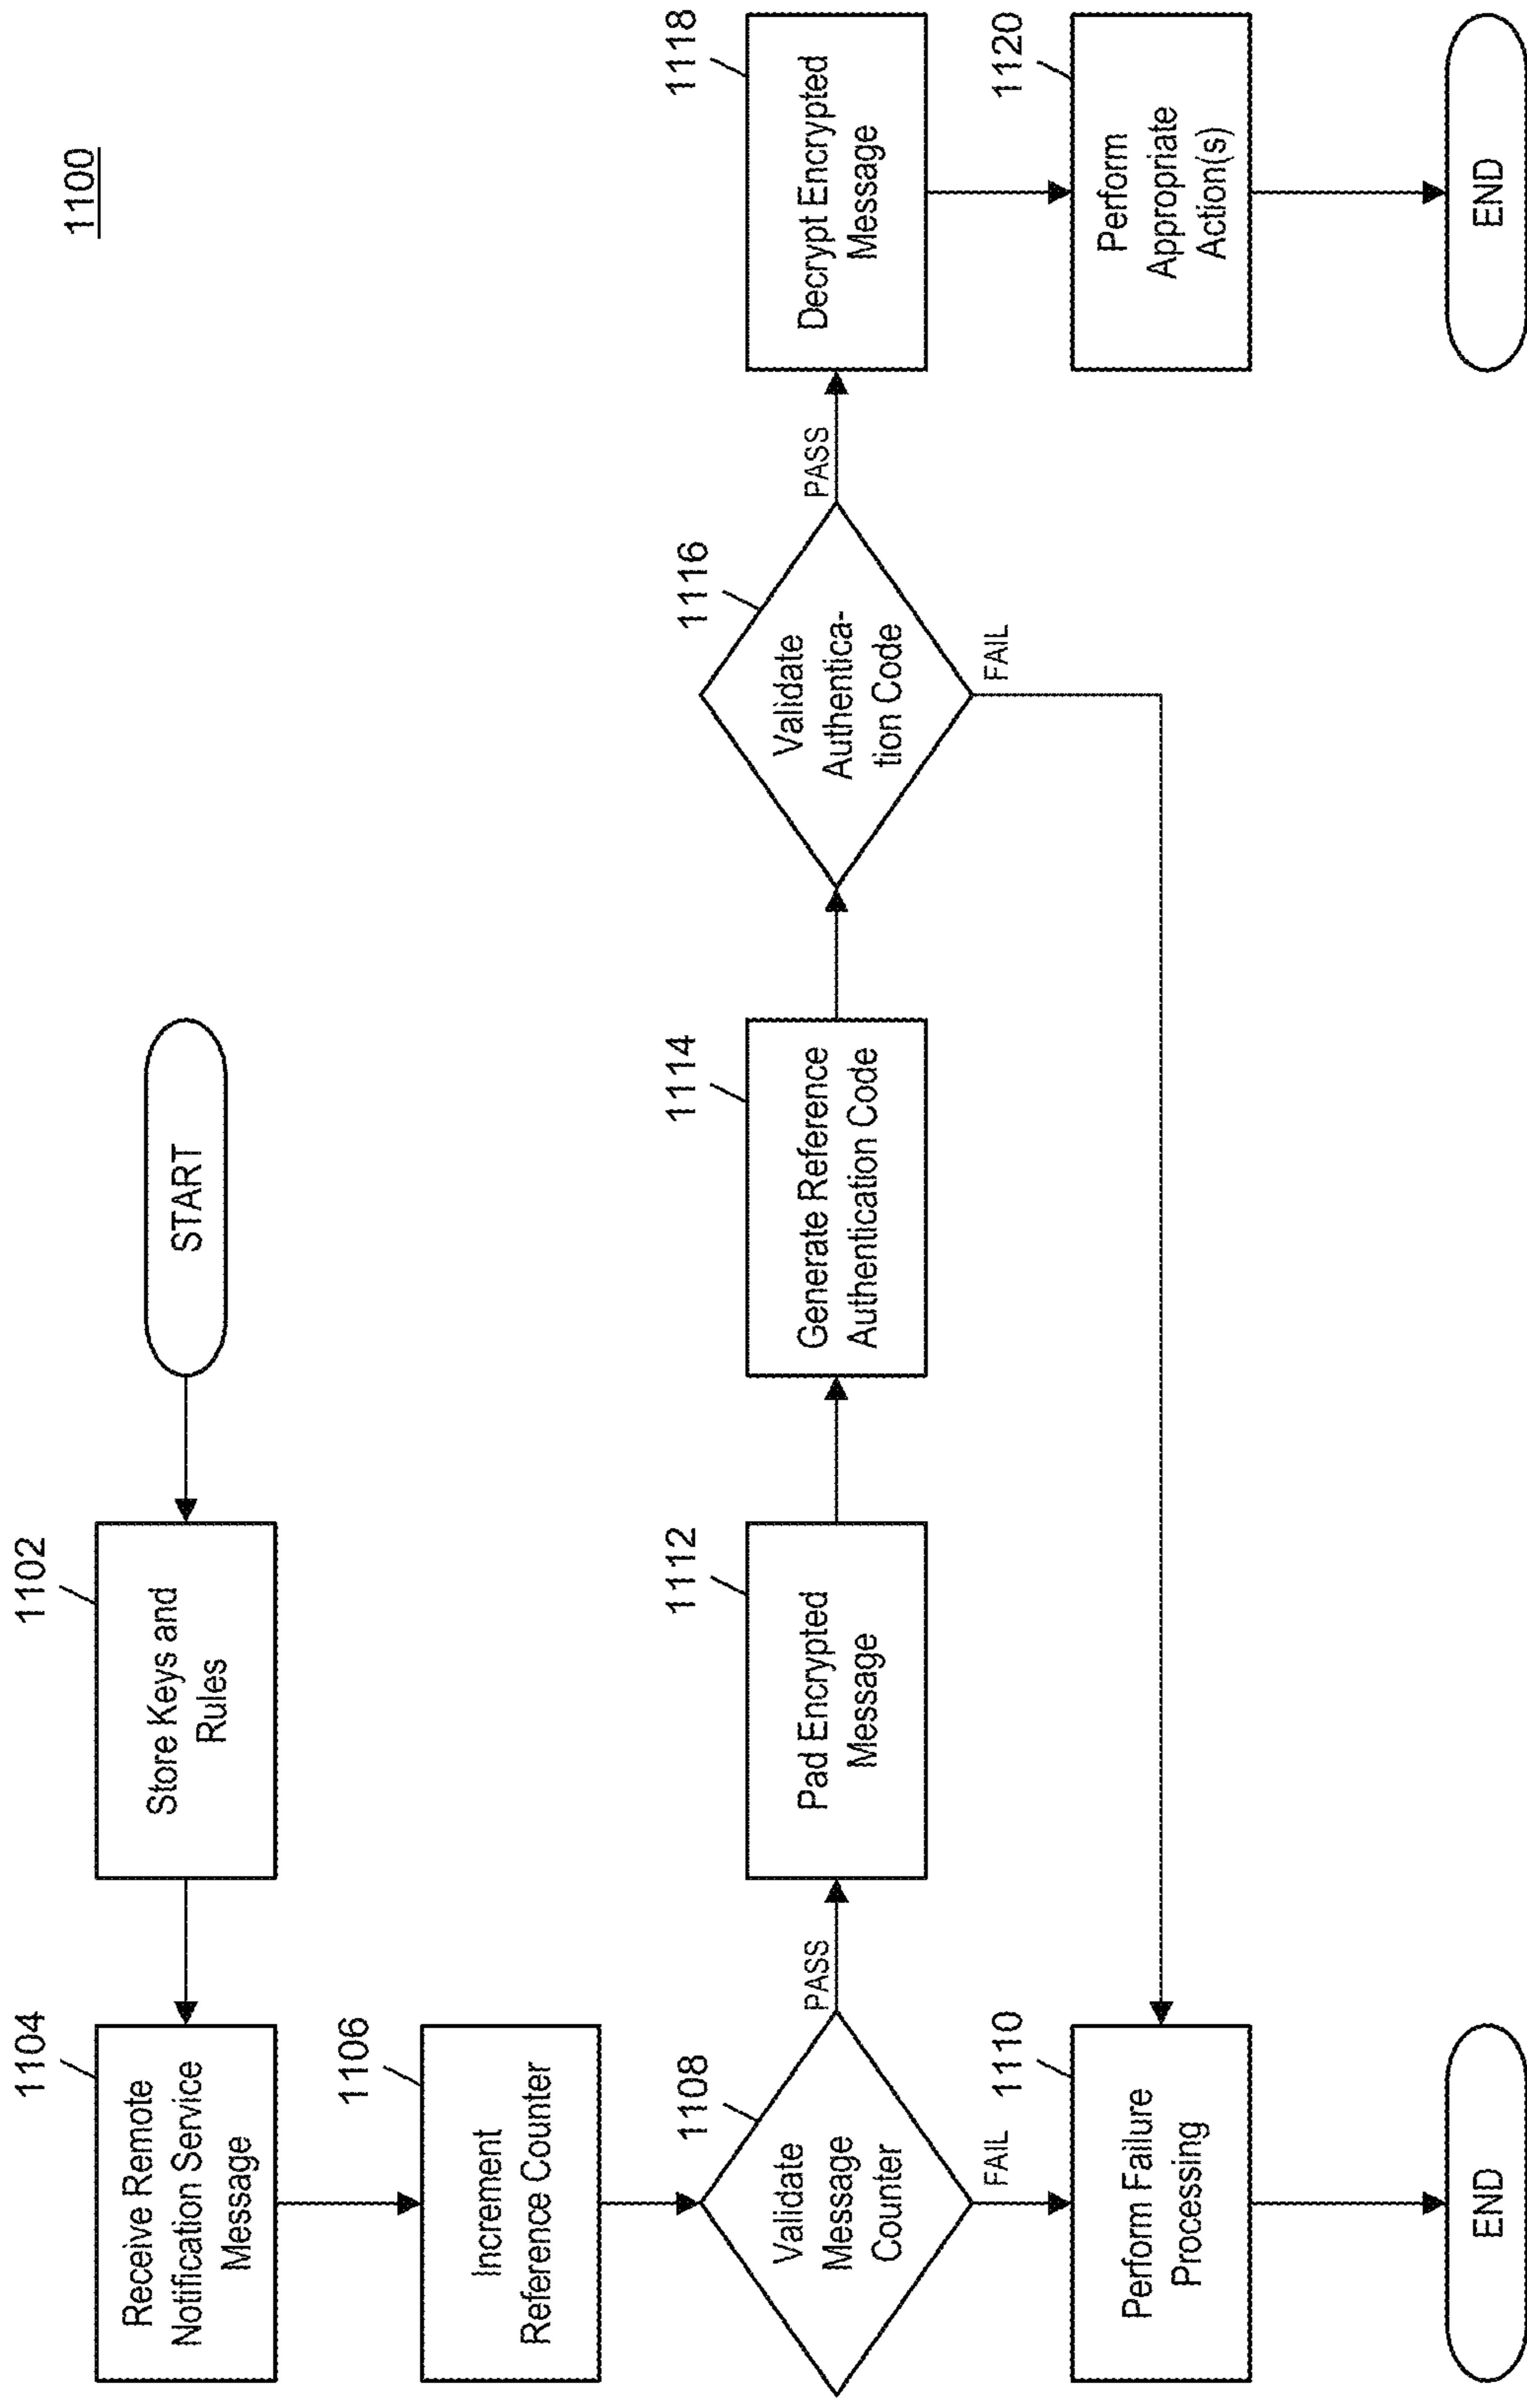 1100
START
1102
Store Keys and
Rules
1104
Receive Remote
Notification Service
Message
1106
Increment
Reference Counter
1108
Validate
Message
Counter
PASS
FAIL
1110
Perform Failure
Processing
END
1112
Pad Encrypted
Message
1114
Generate Reference
Authentication Code
1116
Validate
Authentica-
tion Code
PASS
FAIL
1118
Decrypt Encrypted
Message
1120
Perform
Appropriate
Action(s)
END